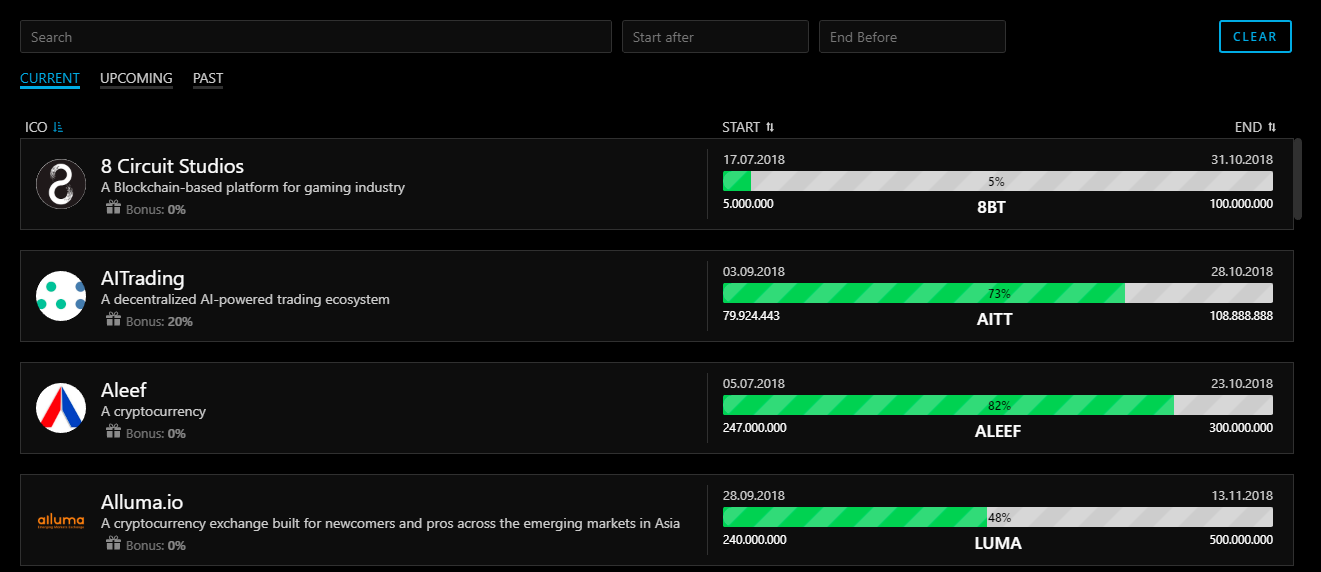 Search
Start after
End Before
CLEAR
CURRENT UPCOMING PAST
ICO START END
8 Circuit Studios
A Blockchain-based platform for gaming industry
Bonus: 0%
17.07.2018 31.10.2018
5%
5.000.000 8BT 100.000.000
AITrading
A decentralized AI-powered trading ecosystem
Bonus: 20%
03.09.2018 28.10.2018
73%
79.924.443 AITT 108.888.888
Aleef
A cryptocurrency
Bonus: 0%
05.07.2018 23.10.2018
82%
247.000.000 ALEEF 300.000.000
alluma
Alluma.io
A cryptocurrency exchange built for newcomers and pros across the emerging markets in Asia
Bonus: 0%
28.09.2018 13.11.2018
48%
240.000.000 LUMA 500.000.000